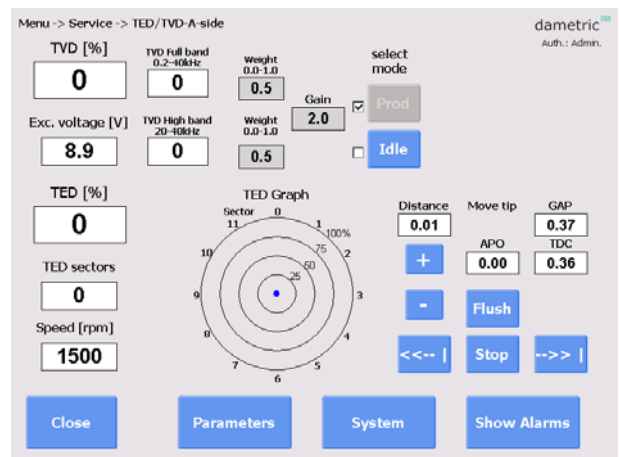 Menu -> Service -> TED/TVD-A-side
dametric
Auth.: Admin.
TVD [%]
0
TVD Full band
0.2-40kHz
0
Weight
0.0-1.0
0.5
Gain
2.0
select
mode
Prod
Exc. voltage [V]
8.9
TVD High band
20-40kHz
0
Weight
0.0-1.0
0.5
Idle
TED [%]
0
TED sectors
0
Speed [rpm]
1500
TED Graph
Sector
0
1
2
3
4
5
6
7
8
9
10
11
100%
75
50
25
Distance
0.01
Move tip
GAP
0.37
APO
0.00
TDC
0.36
+
-
Flush
<<-- |
Stop
-->> |
Close
Parameters
System
Show Alarms